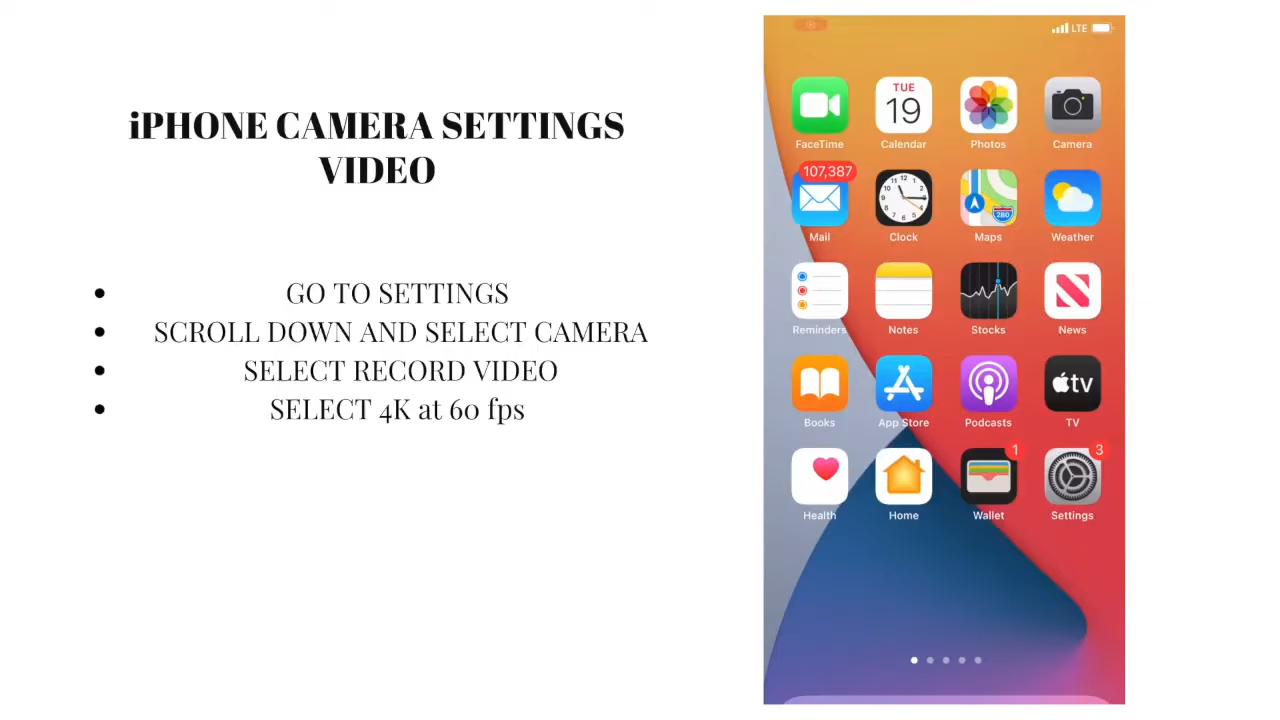 iPHONE CAMERA SETTINGS
VIDEO
• GO TO SETTINGS
• SCROLL DOWN AND SELECT CAMERA
• SELECT RECORD VIDEO
• SELECT 4K at 60 fps
LTE
TUE
19
FaceTime Calendar Photos Camera
107,387
280
Mail Clock Maps Weather
Reminders Notes Stocks News
tv
Books App Store Podcasts TV
1 3
Health Home Wallet Settings